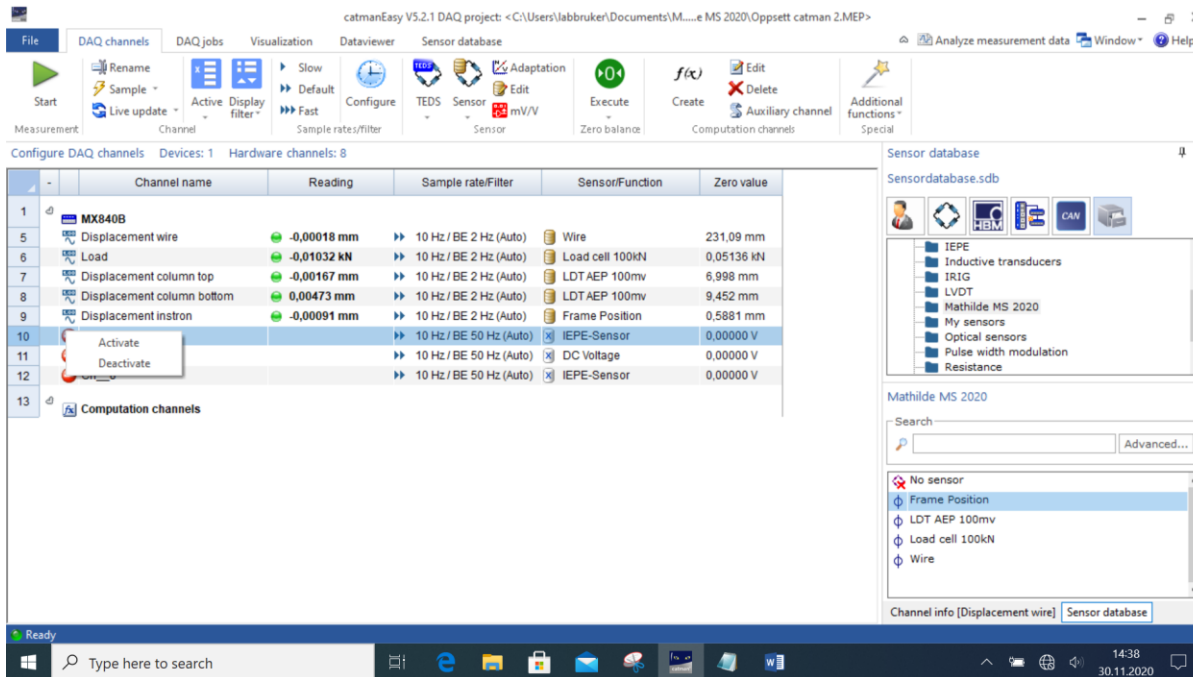 catmanEasy V5.2.1 DAQ project: <C:\Users\labbruker\Documents\M.....e MS 2020\Oppsett catman 2.MEP>
File DAQ channels DAQ jobs Visualization Dataviewer Sensor database Analyze measurement data Window Help
Start
Measurement
Rename
Sample
Live update
Active Display filter
Channel
Slow
Default
Fast
Configure
Sample rates/filter
TEDS Sensor
Adaptation
Edit
mV/V
Sensor
Execute
Zero balance
f(x)
Create
Edit
Delete
Auxiliary channel
Computation channels
Additional functions
Special
Configure DAQ channels Devices: 1 Hardware channels: 8
- Channel name Reading Sample rate/Filter Sensor/Function Zero value
1 MX840B
5 Displacement wire -0,00018 mm 10 Hz / BE 2 Hz (Auto) Wire 231,09 mm
6 Load -0,01032 kN 10 Hz / BE 2 Hz (Auto) Load cell 100kN 0,05136 kN
7 Displacement column top -0,00167 mm 10 Hz / BE 2 Hz (Auto) LDT AEP 100mv 6,998 mm
8 Displacement column bottom 0,00473 mm 10 Hz / BE 2 Hz (Auto) LDT AEP 100mv 9,452 mm
9 Displacement instron -0,00091 mm 10 Hz / BE 2 Hz (Auto) Frame Position 0,5881 mm
10 10 Hz / BE 50 Hz (Auto) IEPE-Sensor 0,00000 V
Activate
11 10 Hz / BE 50 Hz (Auto) DC Voltage 0,00000 V
Deactivate
12 10 Hz / BE 50 Hz (Auto) IEPE-Sensor 0,00000 V
13 Computation channels
Sensor database
Sensordatabase.sdb
HBM
CAN
IEPE
Inductive transducers
IRIG
LVDT
Mathilde MS 2020
My sensors
Optical sensors
Pulse width modulation
Resistance
Mathilde MS 2020
Search
Advanced...
No sensor
Frame Position
LDT AEP 100mv
Load cell 100kN
Wire
Channel info [Displacement wire] Sensor database
Ready
Type here to search
14:38
30.11.2020